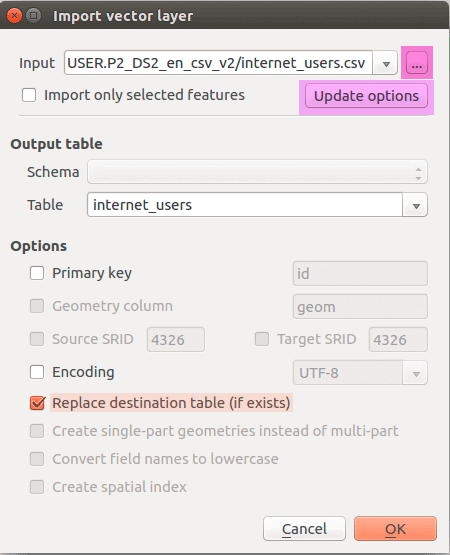 Import vector layer
Input USER.P2_DS2_en_csv_v2/internet_users.csv ...
Import only selected features Update options
Output table
Schema
Table internet_users
Options
Primary key id
Geometry column geom
Source SRID 4326 Target SRID 4326
Encoding UTF-8
Replace destination table (if exists)
Create single-part geometries instead of multi-part
Convert field names to lowercase
Create spatial index
Cancel OK